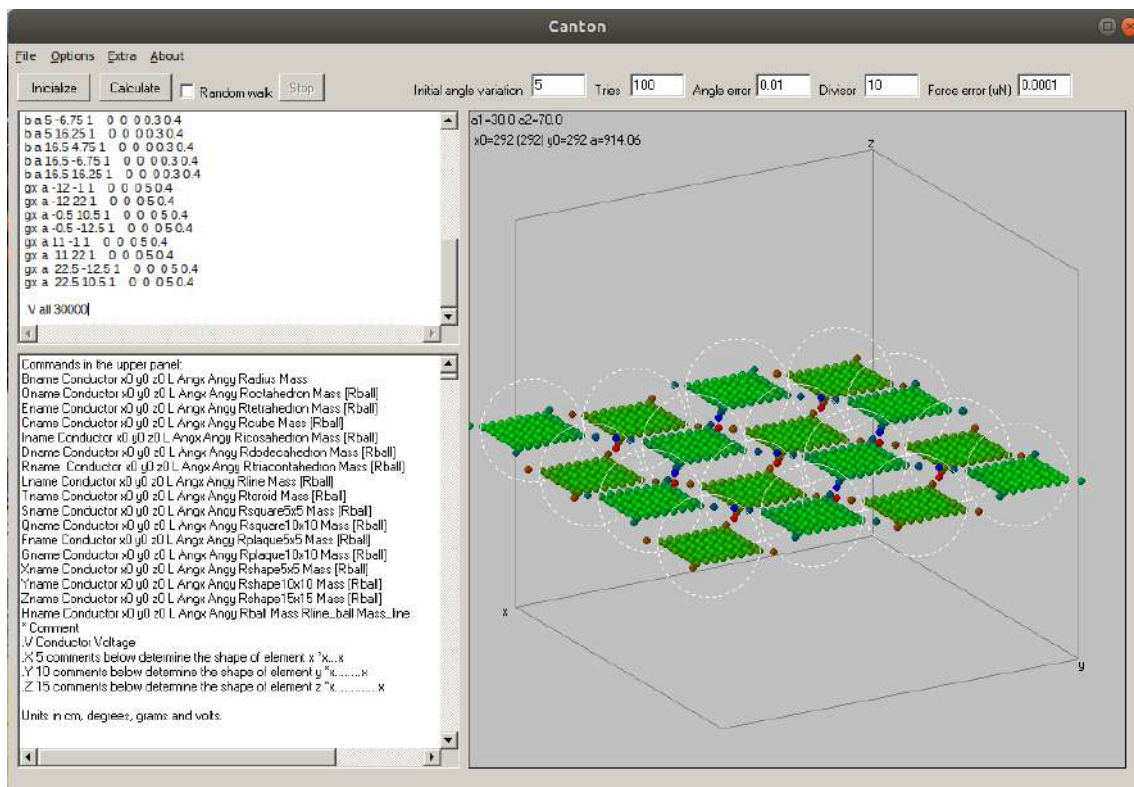 Canton
File Options Extra About
Inicialize Calculate Random walk Stop Initial angle variation 5 Tries 100 Angle error 0.01 Divisor 10 Force error (uN) 0.0001
b a 5 -6.75 1 0 0 0 0.3 0.4
b a 5 16.25 1 0 0 0 0.3 0.4
b a 16.5 4.75 1 0 0 0 0.3 0.4
b a 16.5 -6.75 1 0 0 0 0.3 0.4
b a 16.5 16.25 1 0 0 0 0.3 0.4
gx a -12 -1 1 0 0 0 5 0.4
gx a -12 22 1 0 0 0 5 0.4
gx a -0.5 10.5 1 0 0 0 5 0.4
gx a -0.5 -12.5 1 0 0 0 5 0.4
gx a 11 -1 1 0 0 0 5 0.4
gx a 11 22 1 0 0 0 5 0.4
gx a 22.5 -12.5 1 0 0 0 5 0.4
gx a 22.5 10.5 1 0 0 0 5 0.4
.V all 30000
Commands in the upper panel:
Bname Conductor x0 y0 z0 L Angx Angy Radius Mass
Oname Conductor x0 y0 z0 L Angx Angy Roctahedron Mass [Rball]
Ename Conductor x0 y0 z0 L Angx Angy Rtetrahedron Mass [Rball]
Cname Conductor x0 y0 z0 L Angx Angy Rcube Mass [Rball]
Iname Conductor x0 y0 z0 L Angx Angy Ricosahedron Mass [Rball]
Dname Conductor x0 y0 z0 L Angx Angy Rdodecahedron Mass [Rball]
Rname Conductor x0 y0 z0 L Angx Angy Rtriacontahedron Mass [Rball]
Lname Conductor x0 y0 z0 L Angx Angy Rline Mass [Rball]
Tname Conductor x0 y0 z0 L Angx Angy Rtoroid Mass [Rball]
Sname Conductor x0 y0 z0 L Angx Angy Rsquare5x5 Mass [Rball]
Qname Conductor x0 y0 z0 L Angx Angy Rsquare10x10 Mass [Rball]
Fname Conductor x0 y0 z0 L Angx Angy Rplaque5x5 Mass [Rball]
Gname Conductor x0 y0 z0 L Angx Angy Rplaque10x10 Mass [Rball]
Xname Conductor x0 y0 z0 L Angx Angy Rshape5x5 Mass [Rball]
Yname Conductor x0 y0 z0 L Angx Angy Rshape10x10 Mass [Rball]
Zname Conductor x0 y0 z0 L Angx Angy Rshape15x15 Mass [Rball]
Hname Conductor x0 y0 z0 L Angx Angy Rball Mass Rline_ball Mass_line
* Comment
.V Conductor Voltage
.X 5 comments below determine the shape of element x *x...x
.Y 10 comments below determine the shape of element y *x........x
.Z 15 comments below determine the shape of element z *x.............x
Units in cm, degrees, grams and volts.
a1=30.0 a2=70.0
x0=292 (292) y0=292 a=914.06
z
x
y